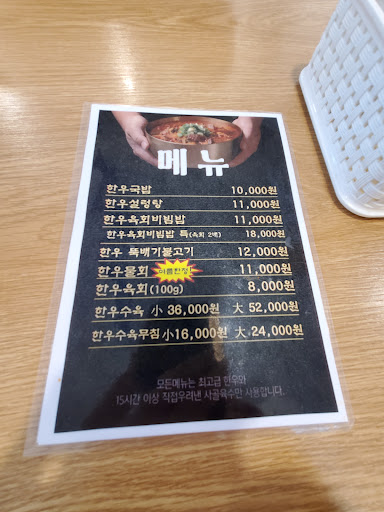 메뉴
한우국밥 10,000원
한우설렁탕 11,000원
한우육회비빔밥 11,000원
한우육회비빔밥 특(육회 2배) 18,000원
한우 뚝배기불고기 12,000원
한우물회 여름한정! 11,000원
한우육회(100g) 8,000원
한우수육 小 36,000원 大 52,000원
한우수육무침 小16,000원 大 24,000원
모든메뉴는 최고급 한우와
15시간 이상 직접우려낸 사골육수만 사용합니다.